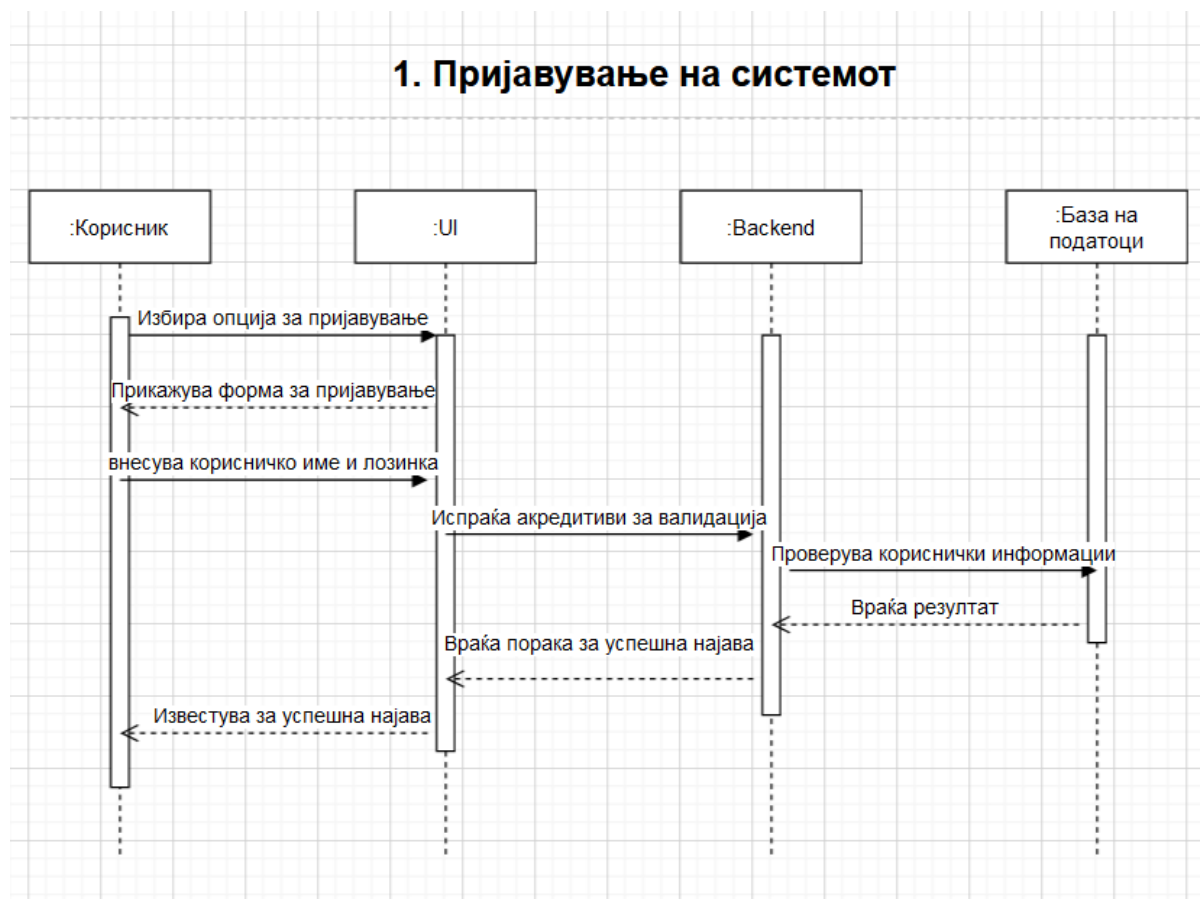 1. Пријавување на системот
:Корисник
:UI
:Backend
:База на
податоци
Избира опција за пријавување
Прикажува форма за пријавување
внесува корисничко име и лозинка
Испраќа акредитиви за валидација
Проверува кориснички информации
Враќа резултат
Враќа порака за успешна најава
Известува за успешна најава